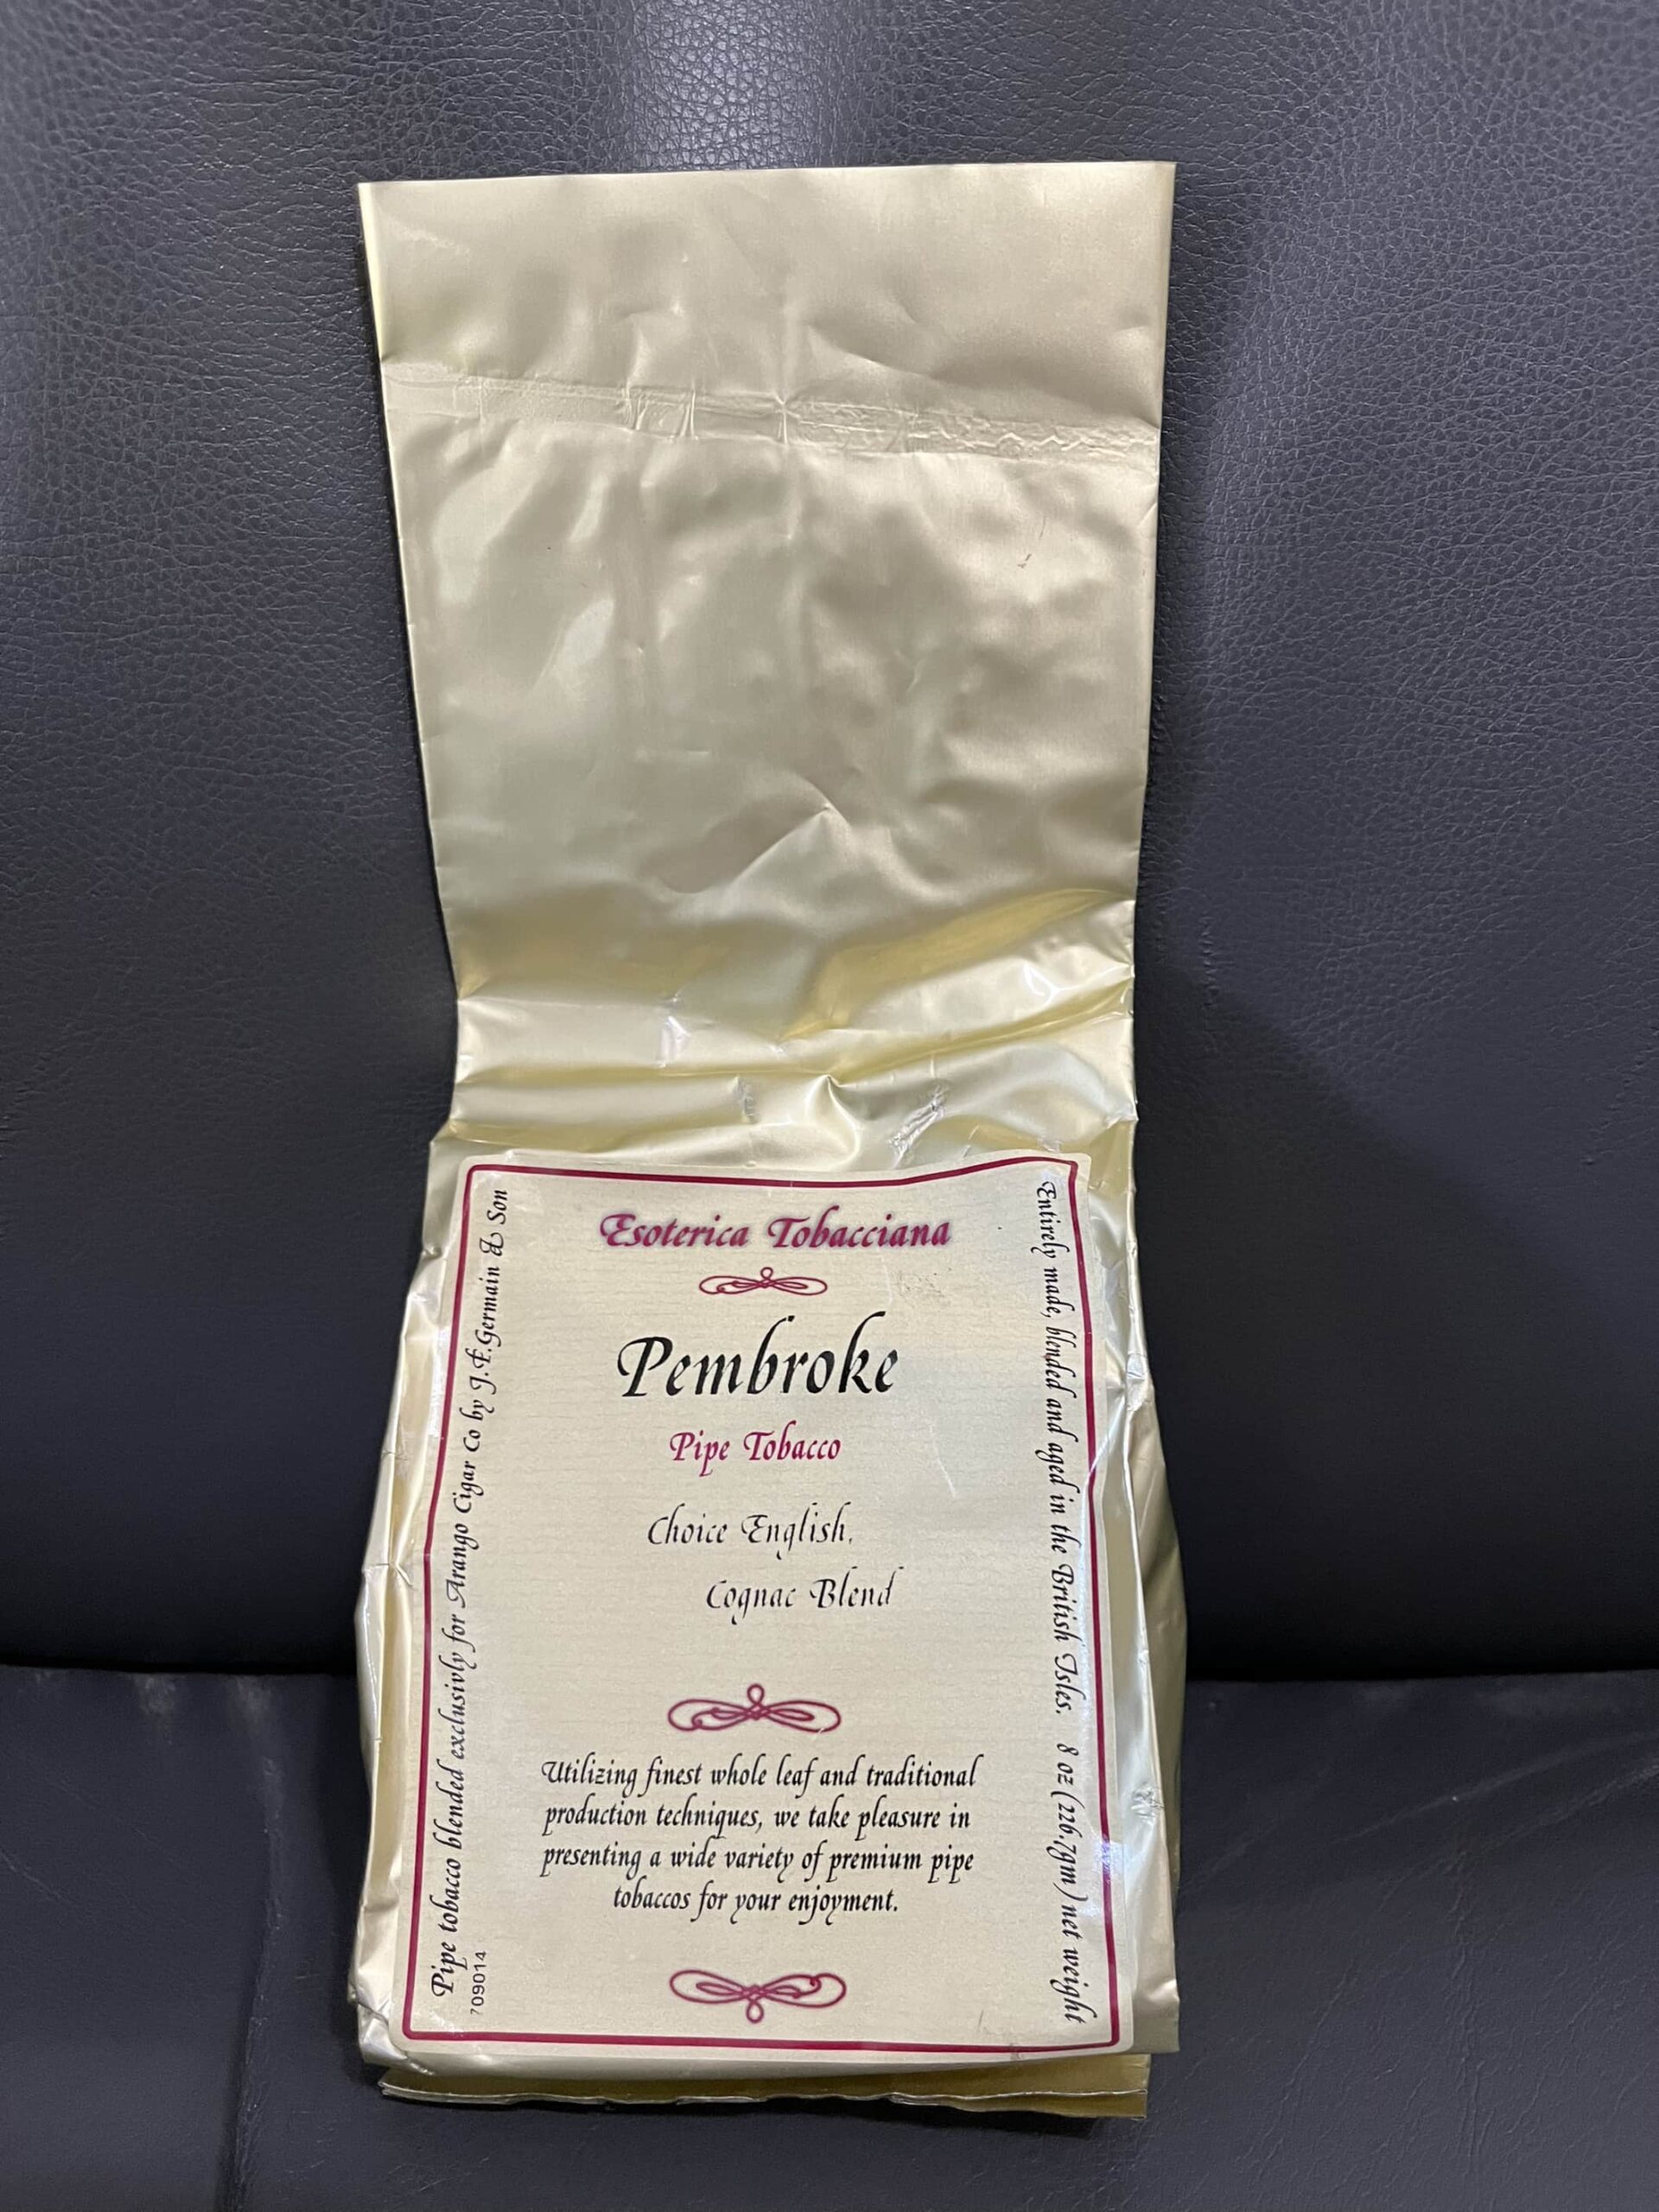 Esoterica Tobacciana
Pembroke
Pipe Tobacco
Choice English,
Cognac Blend
Utilizing finest whole leaf and traditional
production techniques, we take pleasure in
presenting a wide variety of premium pipe
tobaccos for your enjoyment.
Pipe tobacco blended exclusivly for Arango Cigar Co by J.F.Germain & Son
709014
Entirely made, blended and aged in the British Isles. 8 oz (226.7gm) net weight